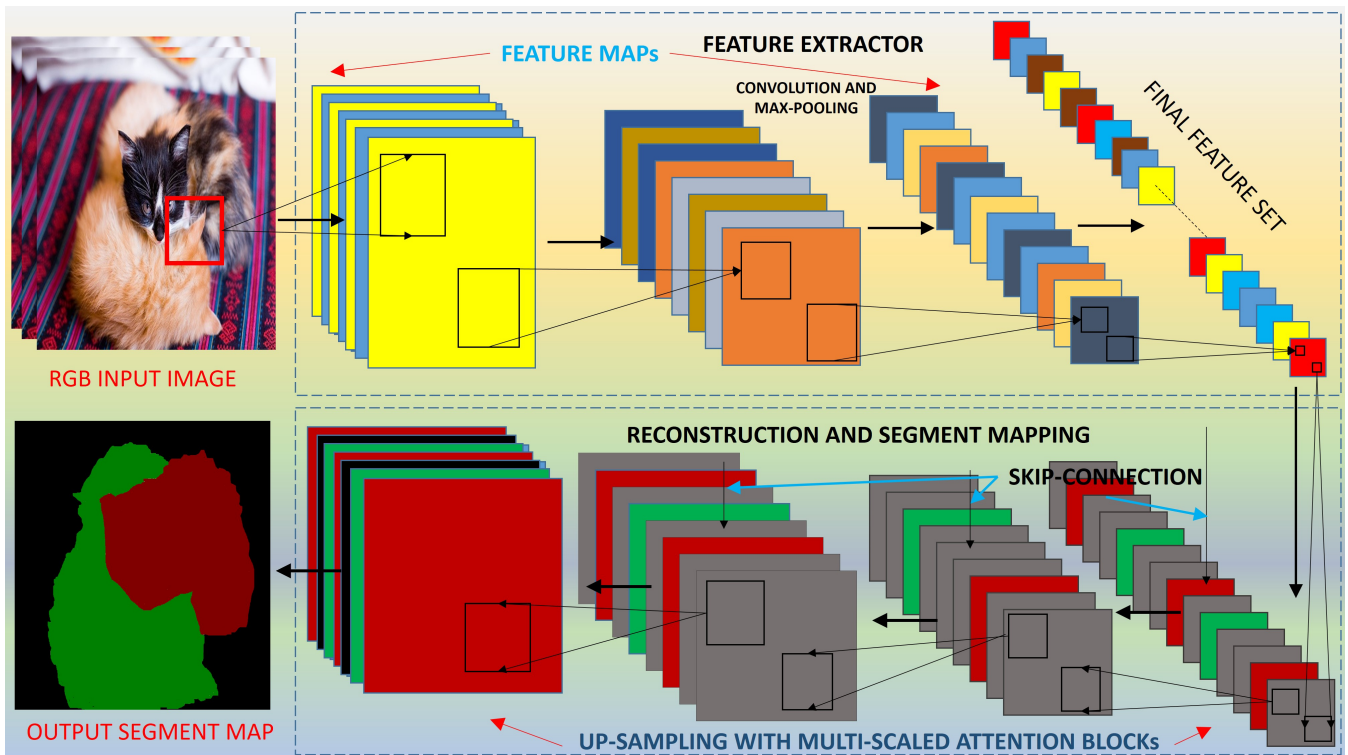 FEATURE EXTRACTOR
FEATURE MAPs
CONVOLUTION AND
MAX-POOLING
FINAL FEATURE SET
RGB INPUT IMAGE
RECONSTRUCTION AND SEGMENT MAPPING
SKIP-CONNECTION
OUTPUT SEGMENT MAP
UP-SAMPLING WITH MULTI-SCALED ATTENTION BLOCKs